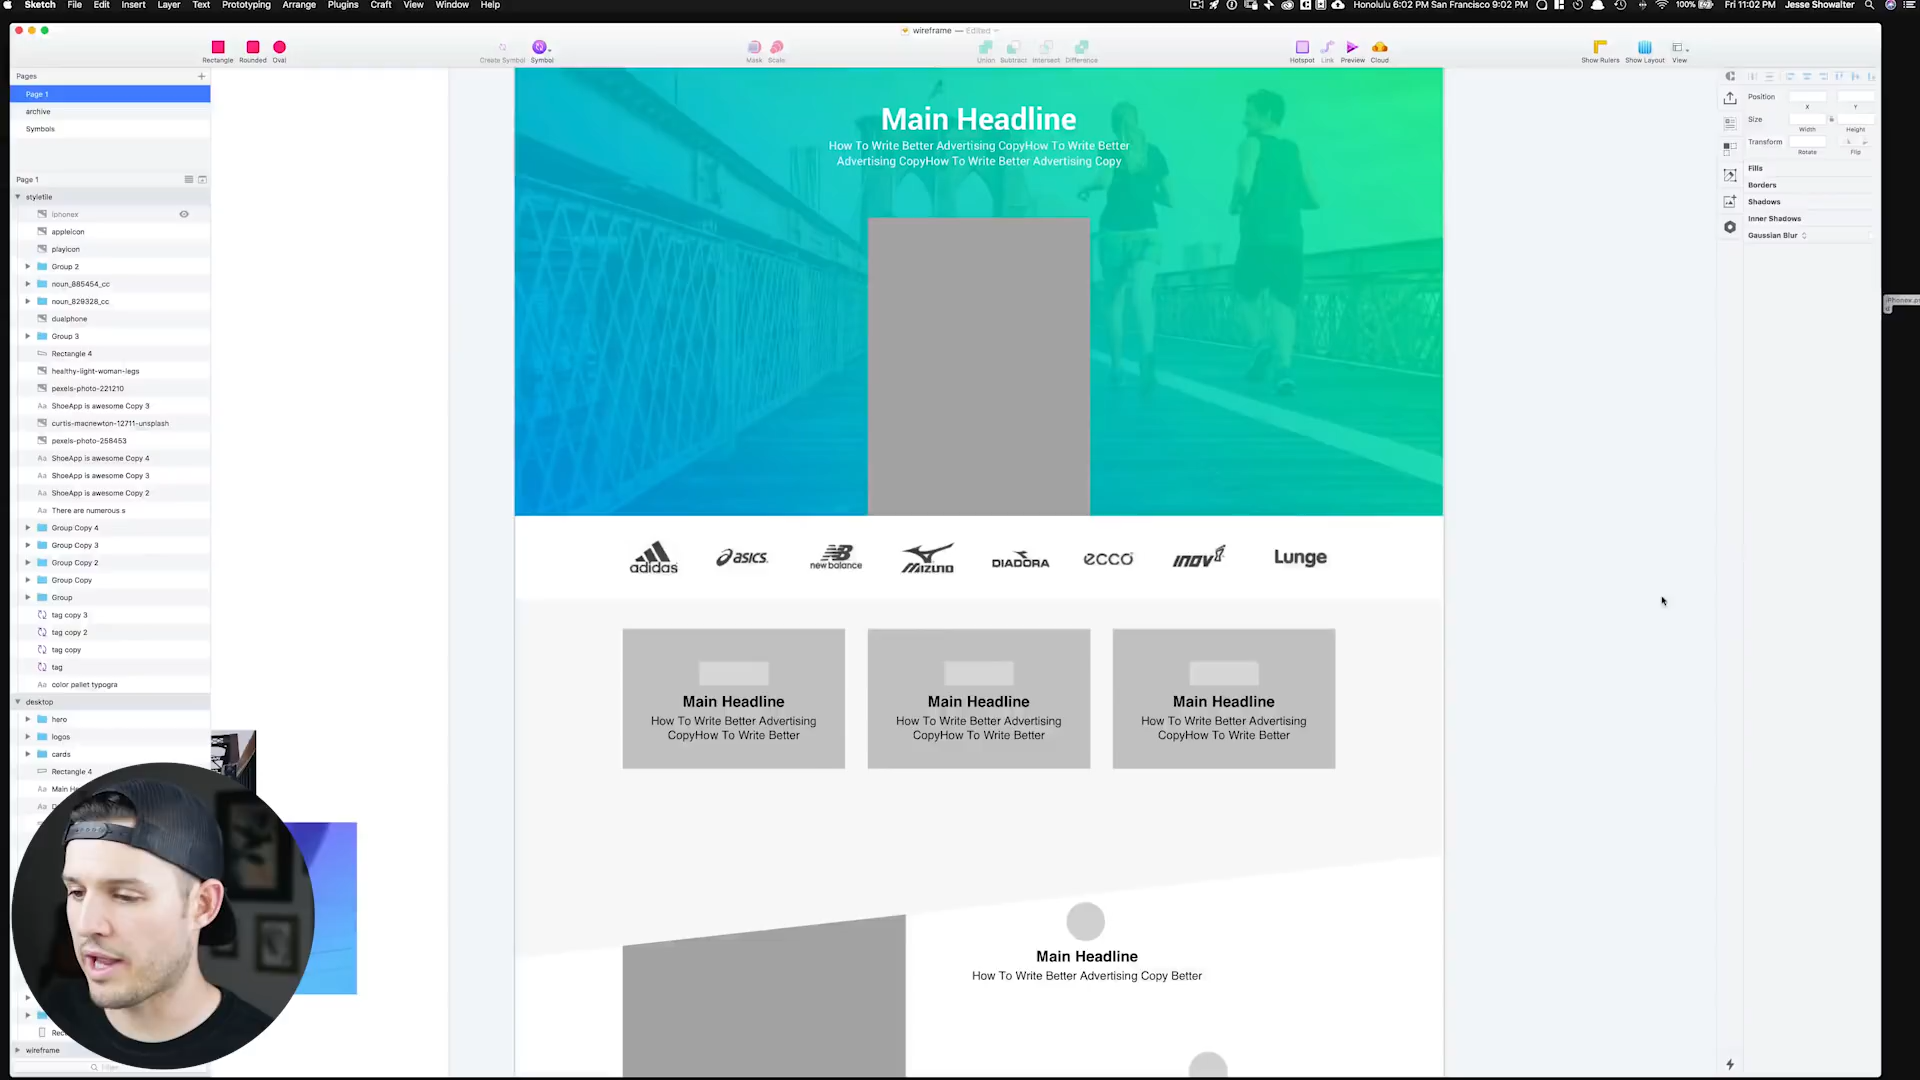 Sketch File Edit Insert Layer Text Prototyping Arrange Plugins Craft View Window Help
Honolulu 6:02 PM San Francisco 9:02 PM
100%
Fri 11:02 PM Jesse Showalter
wireframe — Edited
Rectangle Rounded Oval
Create Symbol Symbol
Mask Scale
Union Subtract Intersect Difference
Hotspot Link Preview Cloud
Show Rulers Show Layout View
Pages
Page 1
archive
Symbols
Page 1
styletile
iphonex
appleicon
playicon
Group 2
noun_885454_cc
noun_829328_cc
dualphone
Group 3
Rectangle 4
healthy-light-woman-legs
pexels-photo-221210
ShoeApp is awesome Copy 3
curtis-macnewton-12711-unsplash
pexels-photo-258453
ShoeApp is awesome Copy 4
ShoeApp is awesome Copy 3
ShoeApp is awesome Copy 2
There are numerous s
Group Copy 4
Group Copy 3
Group Copy 2
Group Copy
Group
tag copy 3
tag copy 2
tag copy
tag
color pallet typogra
desktop
hero
logos
cards
Rectangle 4
Main He
wireframe
Filter
Main Headline
How To Write Better Advertising CopyHow To Write Better
Advertising CopyHow To Write Better Advertising Copy
adidas
asics
NB
new balance
MIZUNO
DIADORA
ecco
inov8
Lunge
Main Headline
How To Write Better Advertising
CopyHow To Write Better
Main Headline
How To Write Better Advertising
CopyHow To Write Better
Main Headline
How To Write Better Advertising
CopyHow To Write Better
Main Headline
How To Write Better Advertising Copy Better
Position
X Y
Size
Width Height
Transform
Rotate Flip
Fills
Borders
Shadows
Inner Shadows
Gaussian Blur